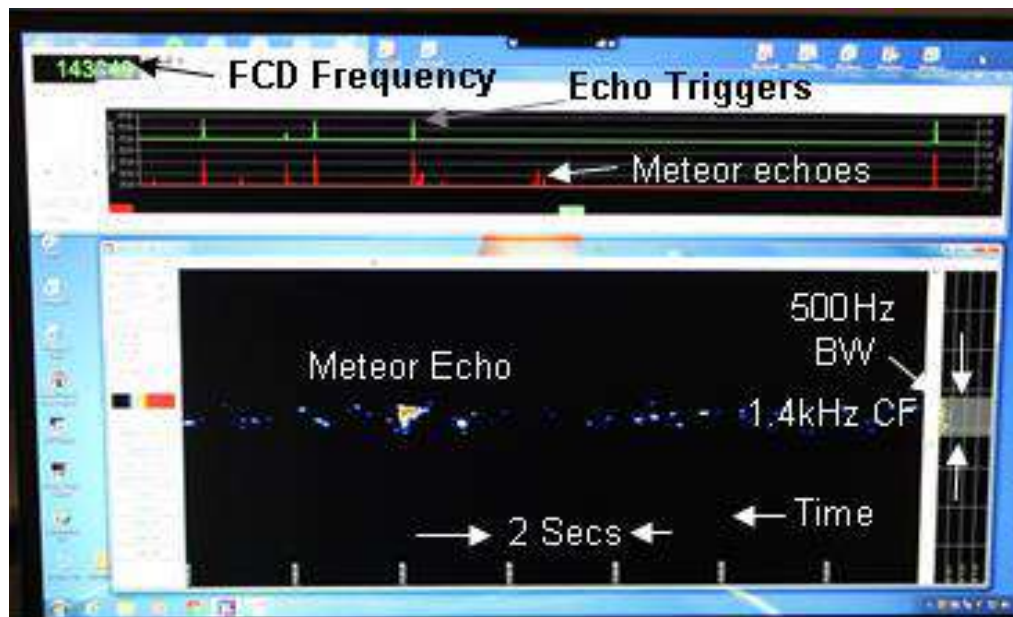 FCD Frequency
Echo Triggers
Meteor echoes
500Hz
BW
Meteor Echo
1.4kHz CF
Time
2 Secs